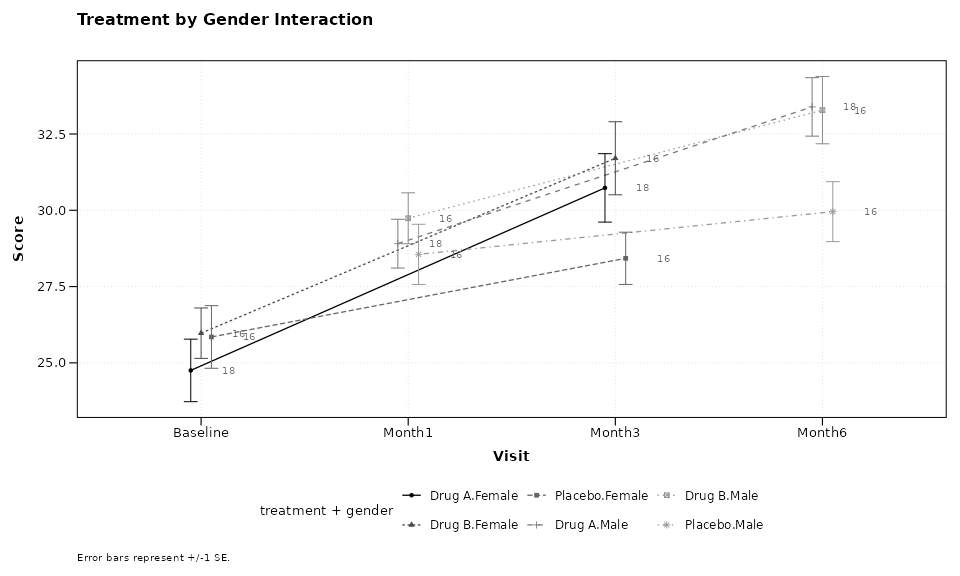 Treatment by Gender Interaction
Score
32.5
30.0
27.5
25.0
18 16
16 18
16 16
18 16
16 16
16 16
18
Baseline Month1 Month3 Month6
Visit
treatment + gender
Drug A.Female Placebo.Female Drug B.Male
Drug B.Female Drug A.Male Placebo.Male
Error bars represent +/-1 SE.